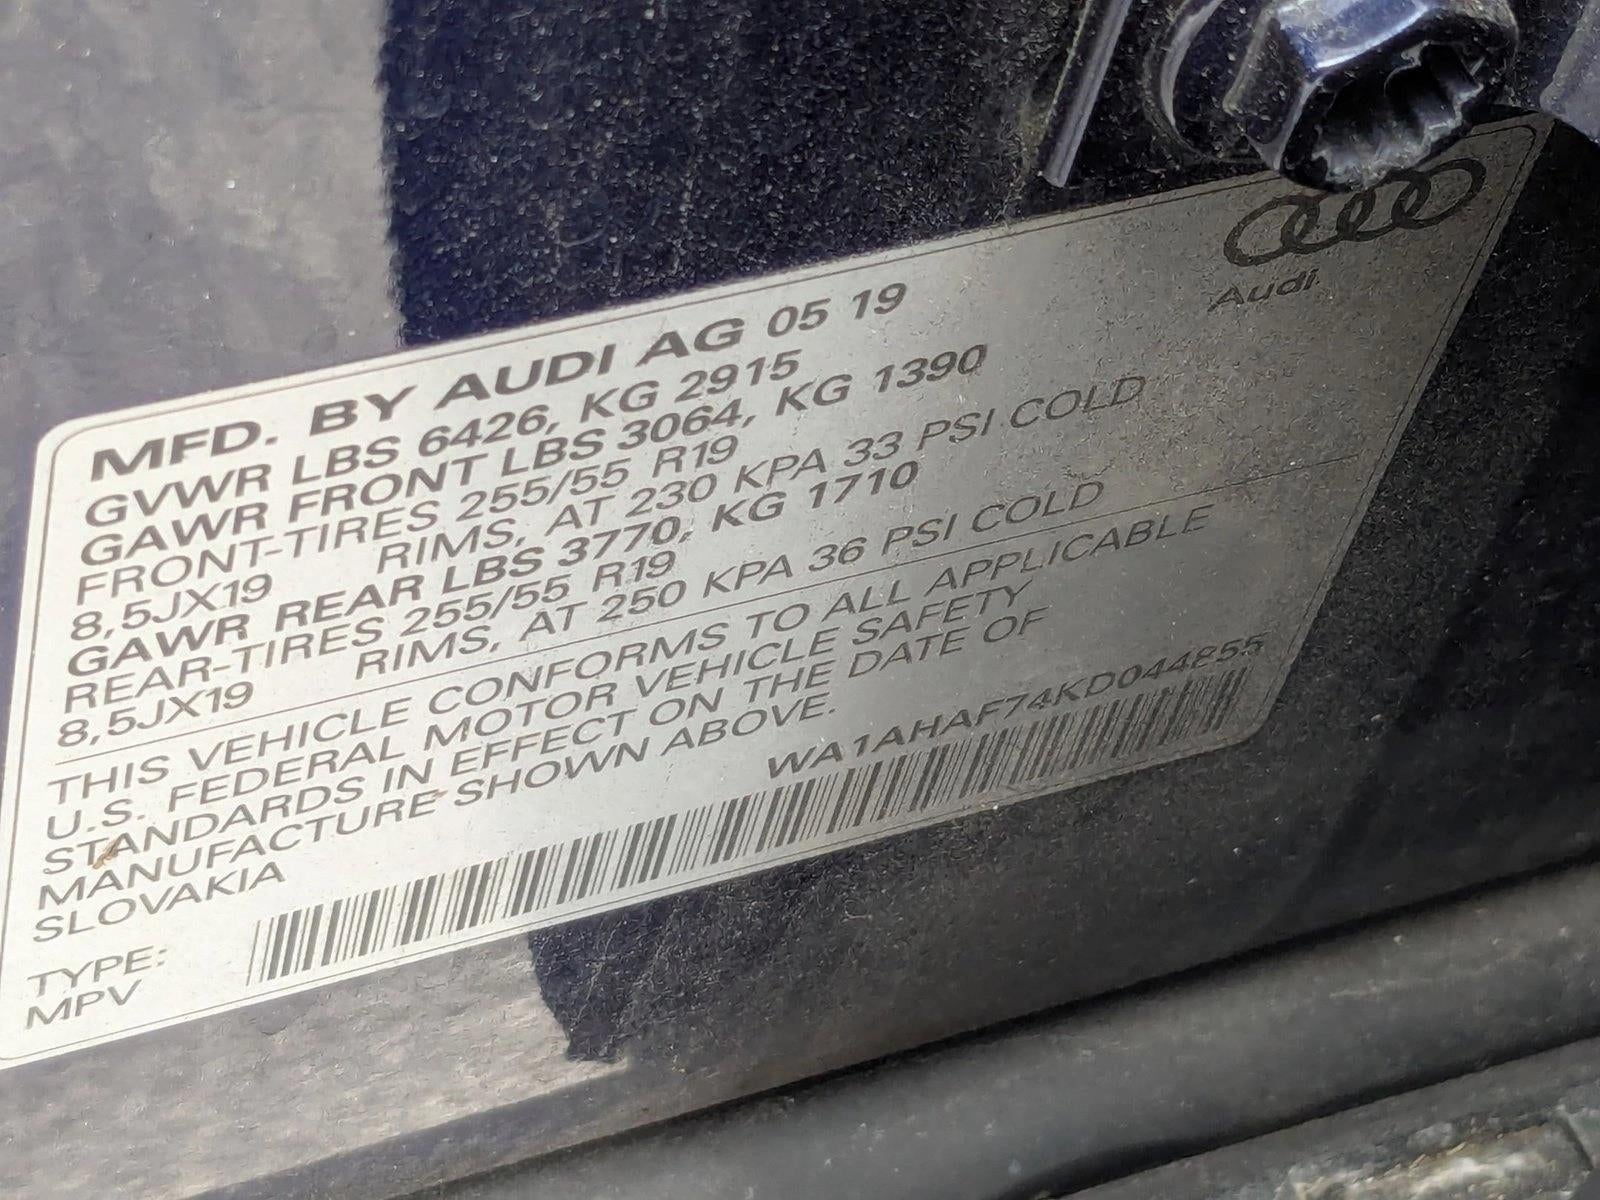 Audi
MFD. BY AUDI AG 05 19
GVWR LBS 6426, KG 2915
GAWR FRONT LBS 3064, KG 1390
FRONT-TIRES 255/55 R19
8,5JX19 RIMS, AT 230 KPA 33 PSI COLD
GAWR REAR LBS 3770, KG 1710
REAR-TIRES 255/55 R19
8,5JX19 RIMS, AT 250 KPA 36 PSI COLD
THIS VEHICLE CONFORMS TO ALL APPLICABLE
U.S. FEDERAL MOTOR VEHICLE SAFETY
STANDARDS IN EFFECT ON THE DATE OF
MANUFACTURE SHOWN ABOVE.
SLOVAKIA
WA1AHAF74KD044855
TYPE:
MPV